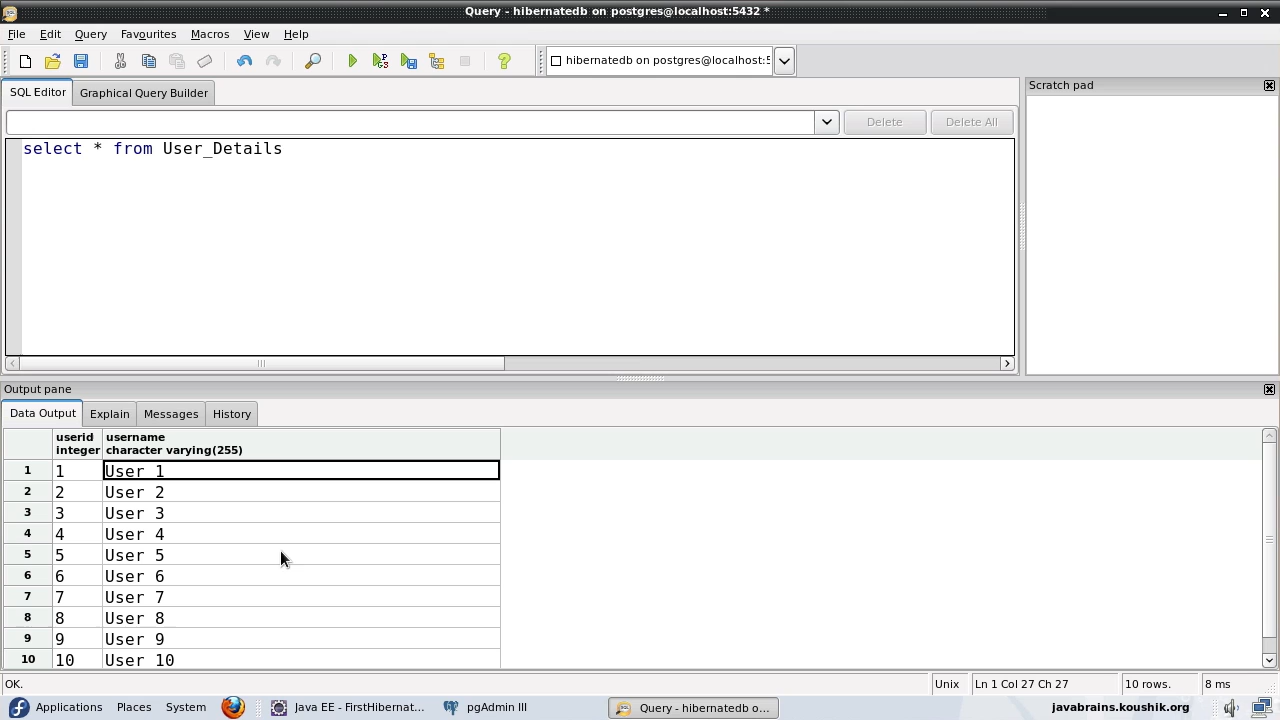 Query - hibernatedb on postgres@localhost:5432 *
File Edit Query Favourites Macros View Help
hibernatedb on postgres@localhost:5
SQL Editor Graphical Query Builder
Scratch pad
Delete Delete All
select * from User_Details
Output pane
Data Output Explain Messages History
userid username
integer character varying(255)
1 1 User 1
2 2 User 2
3 3 User 3
4 4 User 4
5 5 User 5
6 6 User 6
7 7 User 7
8 8 User 8
9 9 User 9
10 10 User 10
OK. Unix Ln 1 Col 27 Ch 27 10 rows. 8 ms
Applications Places System Java EE - FirstHibernat... pgAdmin III Query - hibernatedb o... javabrains.koushik.org